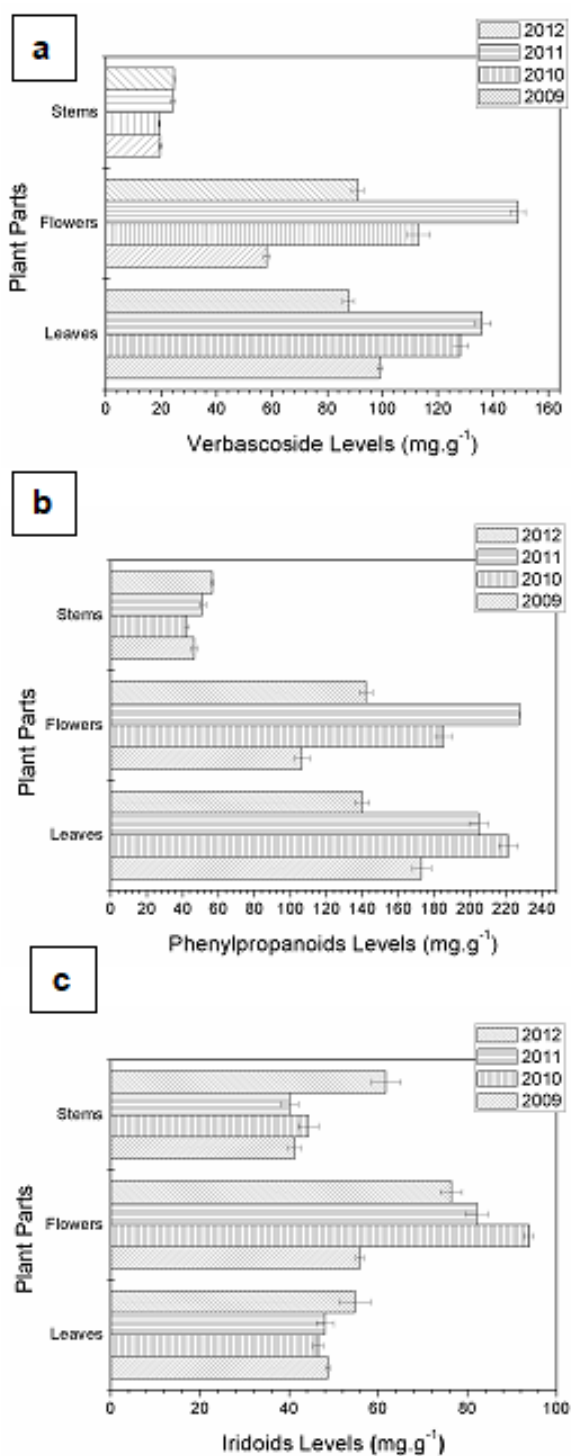 a
2012
2011
2010
2009
Stems
Flowers
Leaves
Plant Parts
0 20 40 60 80 100 120 140 160
Verbascoside Levels (mg.g⁻¹)
b
2012
2011
2010
2009
Stems
Flowers
Leaves
Plant Parts
0 20 40 60 80 100 120 140 160 180 200 220 240
Phenylpropanoids Levels (mg.g⁻¹)
c
2012
2011
2010
2009
Stems
Flowers
Leaves
Plant Parts
0 20 40 60 80 100
Iridoids Levels (mg.g⁻¹)